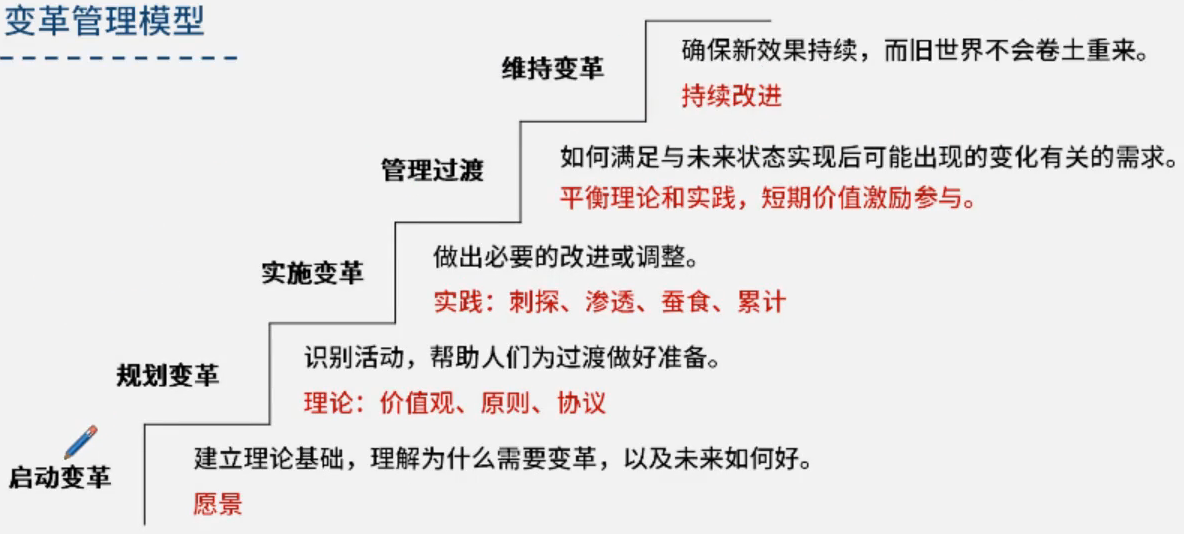 变革管理模型
维持变革
确保新效果持续，而旧世界不会卷土重来。
持续改进
管理过渡
如何满足与未来状态实现后可能出现的变化有关的需求。
平衡理论和实践，短期价值激励参与。
实施变革
做出必要的改进或调整。
实践：刺探、渗透、蚕食、累计
规划变革
识别活动，帮助人们为过渡做好准备。
理论：价值观、原则、协议
启动变革
建立理论基础，理解为什么需要变革，以及未来如何好。
愿景